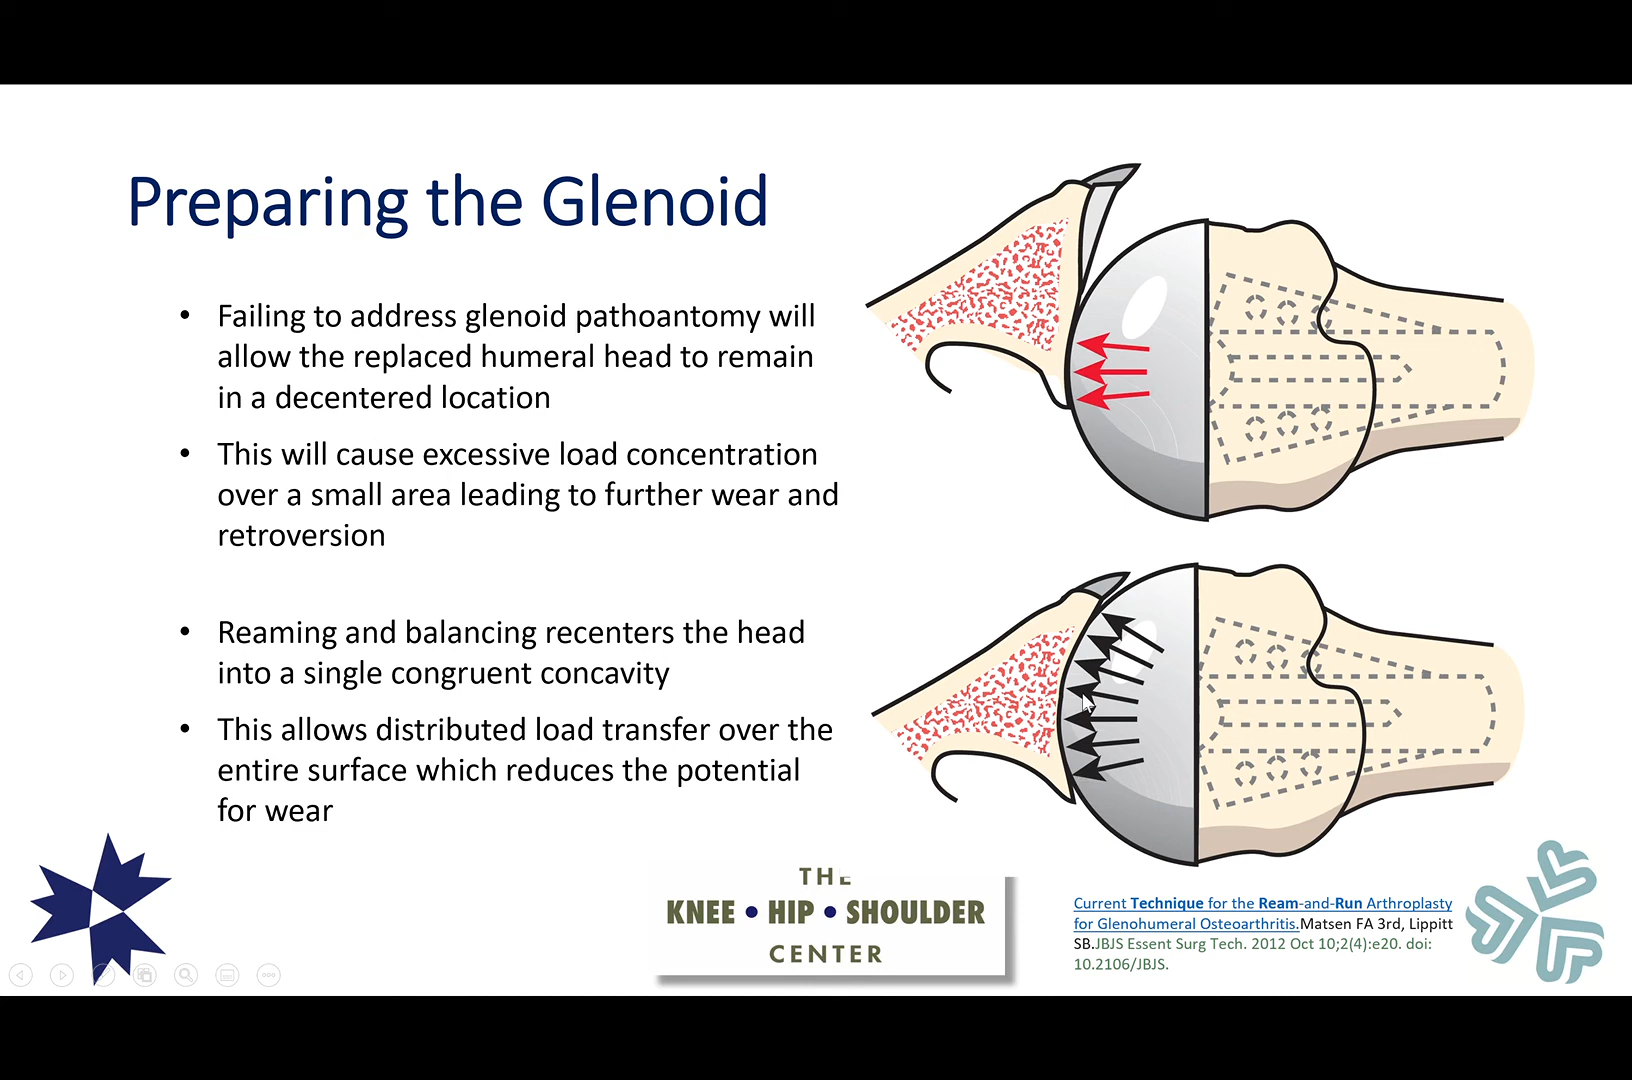 Preparing the Glenoid
• Failing to address glenoid pathoantomy will
allow the replaced humeral head to remain
in a decentered location
• This will cause excessive load concentration
over a small area leading to further wear and
retroversion
• Reaming and balancing recenters the head
into a single congruent concavity
• This allows distributed load transfer over the
entire surface which reduces the potential
for wear
THE
KNEE • HIP • SHOULDER
CENTER
Current Technique for the Ream-and-Run Arthroplasty
for Glenohumeral Osteoarthritis.Matsen FA 3rd, Lippitt
SB.JBJS Essent Surg Tech. 2012 Oct 10;2(4):e20. doi:
10.2106/JBJS.